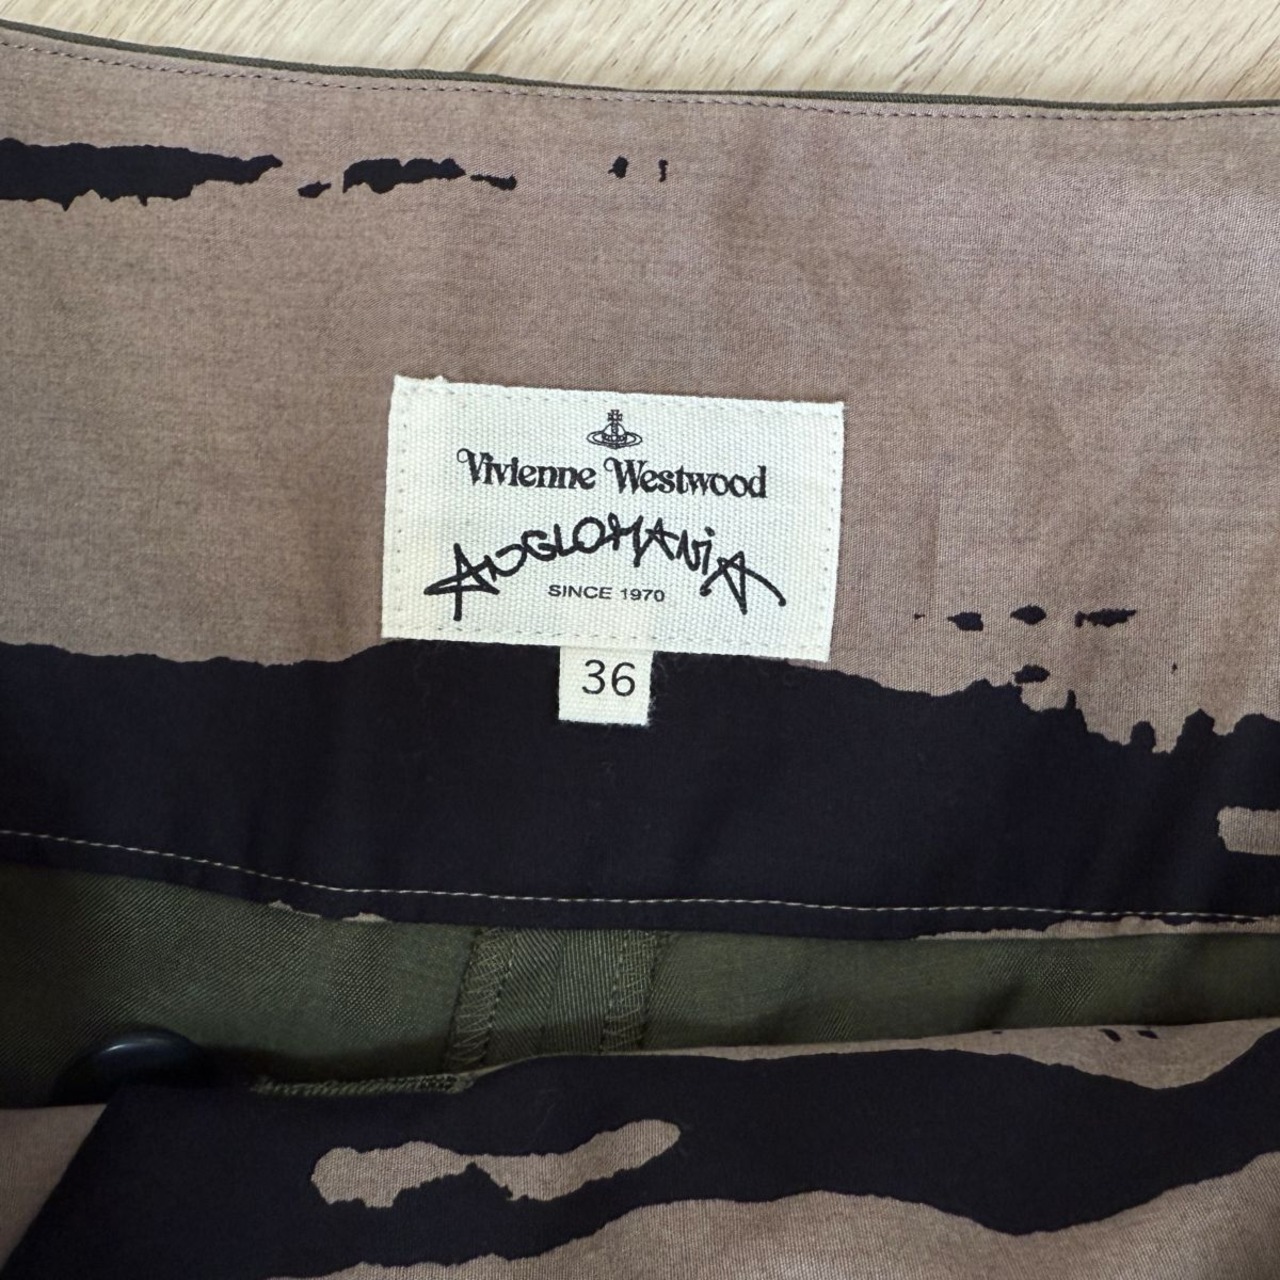 Vivienne Westwood
ANGLOMANiA
SINCE 1970
36